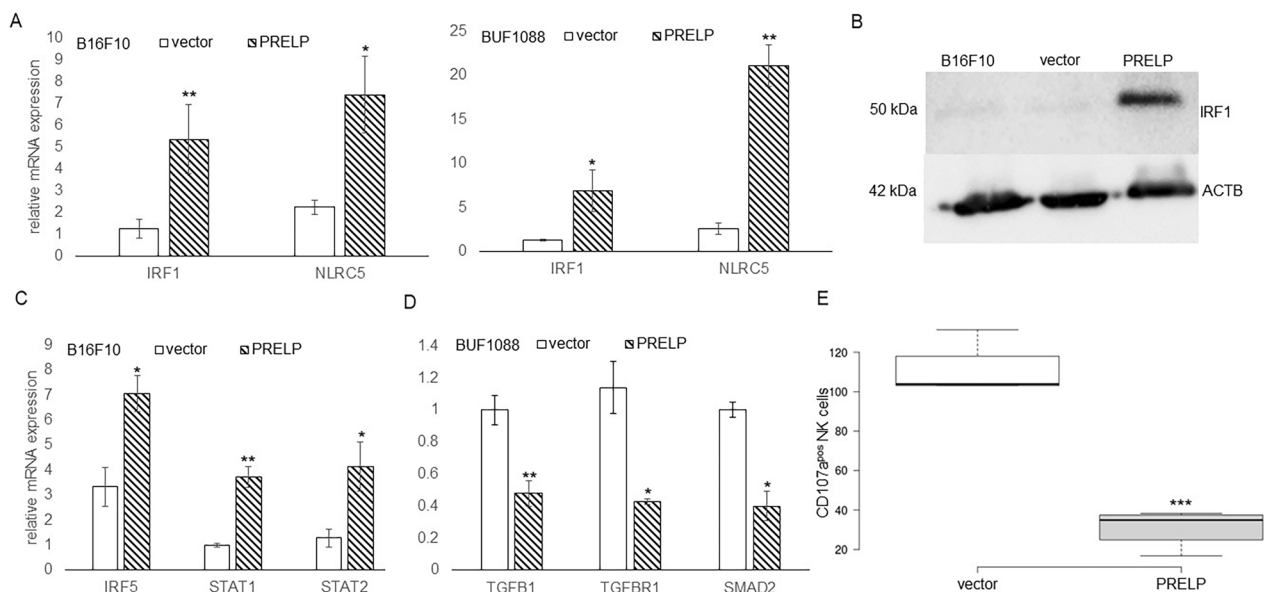 A
B16F10 vector PRELP
relative mRNA expression
10
9
8
7
6
5
4
3
2
1
0
** *
IRF1 NLRC5
BUF1088 vector PRELP
25
20
15
10
5
0
* **
IRF1 NLRC5
B
B16F10 vector PRELP
50 kDa IRF1
42 kDa ACTB
C
B16F10 vector PRELP
relative mRNA expression
9
8
7
6
5
4
3
2
1
0
* ** *
IRF5 STAT1 STAT2
D
BUF1088 vector PRELP
1.4
1.2
1
0.8
0.6
0.4
0.2
0
** * *
TGFB1 TGFBR1 SMAD2
E
CD107apos NK cells
120
100
80
60
40
20
***
vector PRELP